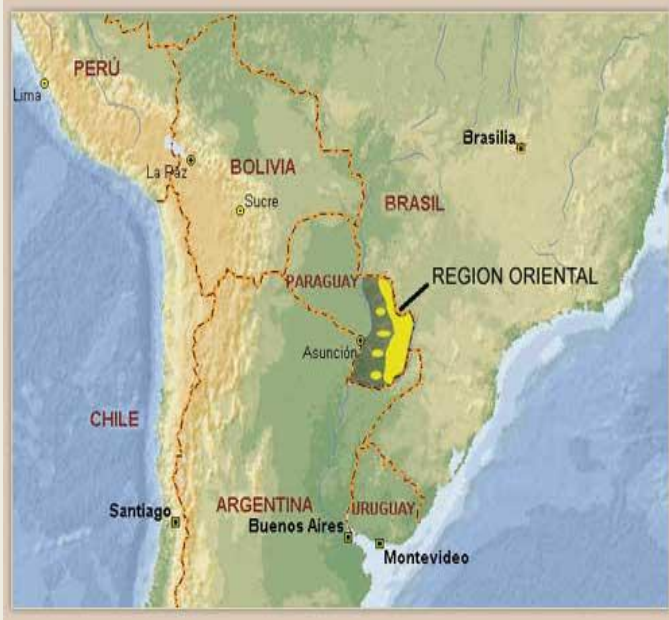 PERÚ
Lima
Brasilia
La Paz
BOLIVIA
Sucre
BRASIL
PARAGUAY
REGION ORIENTAL
Asunción
CHILE
ARGENTINA
URUGUAY
Santiago
Buenos Aires
Montevideo